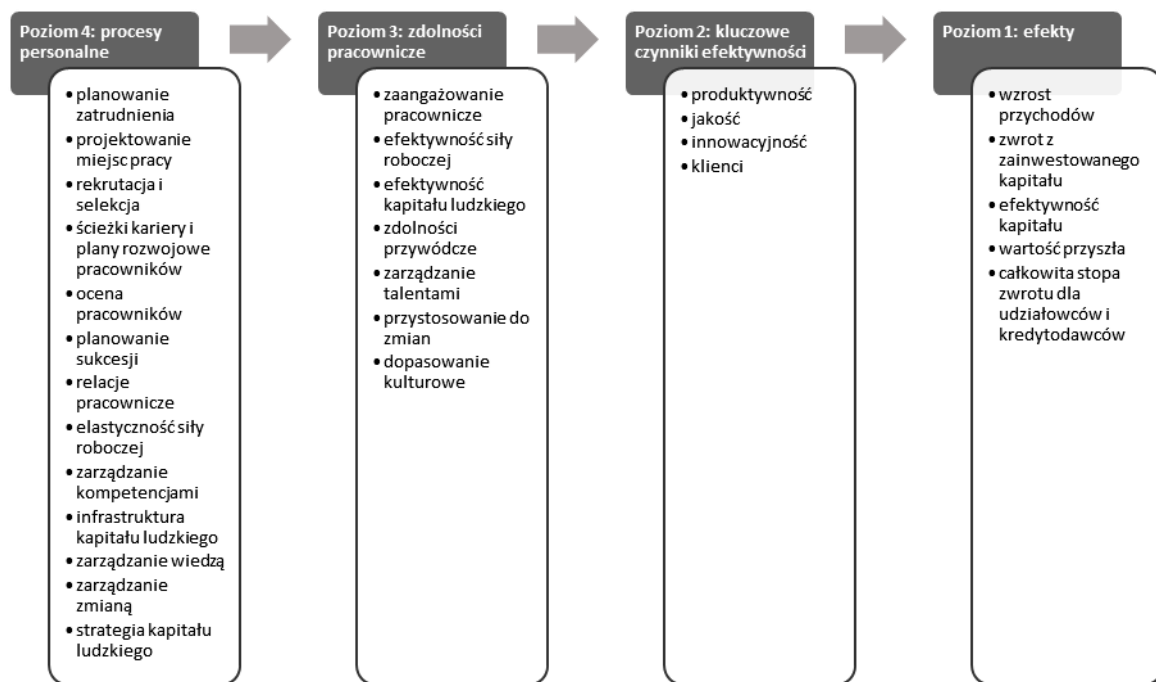 Poziom 4: procesy
personalne
• planowanie
zatrudnienia
• projektowanie
miejsc pracy
• rekrutacja i
selekcja
• ścieżki kariery i
plany rozwojowe
pracowników
• ocena
pracowników
• planowanie
sukcesji
• relacje
pracownicze
• elastyczność siły
roboczej
• zarządzanie
kompetencjami
• infrastruktura
kapitału ludzkiego
• zarządzanie wiedzą
• zarządzanie
zmianą
• strategia kapitału
ludzkiego
Poziom 3: zdolności
pracownicze
• zaangażowanie
pracownicze
• efektywność siły
roboczej
• efektywność
kapitału ludzkiego
• zdolności
przywódcze
• zarządzanie
talentami
• przystosowanie do
zmian
• dopasowanie
kulturowe
Poziom 2: kluczowe
czynniki efektywności
• produktywność
• jakość
• innowacyjność
• klienci
Poziom 1: efekty
• wzrost
przychodów
• zwrot z
zainwestowanego
kapitału
• efektywność
kapitału
• wartość przyszła
• całkowita stopa
zwrotu dla
udziałowców i
kredytodawców